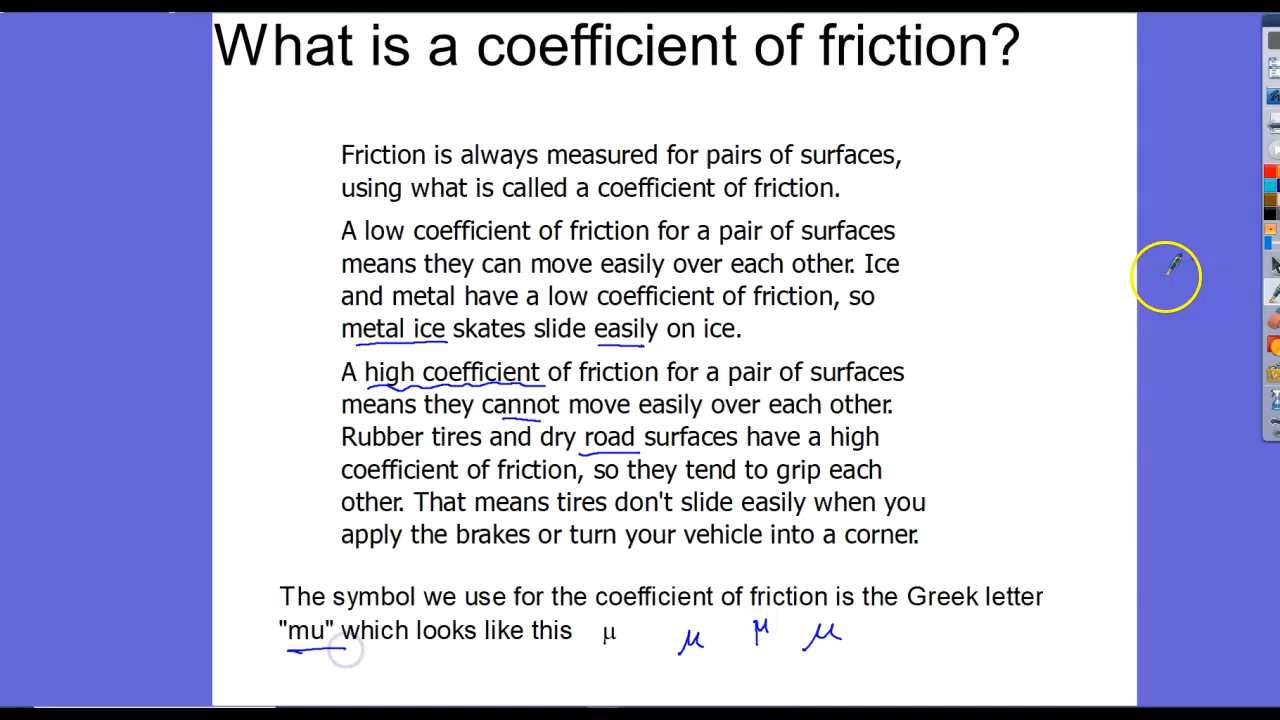 What is a coefficient of friction?
Friction is always measured for pairs of surfaces,
using what is called a coefficient of friction.
A low coefficient of friction for a pair of surfaces
means they can move easily over each other. Ice
and metal have a low coefficient of friction, so
metal ice skates slide easily on ice.
A high coefficient of friction for a pair of surfaces
means they cannot move easily over each other.
Rubber tires and dry road surfaces have a high
coefficient of friction, so they tend to grip each
other. That means tires don't slide easily when you
apply the brakes or turn your vehicle into a corner.
The symbol we use for the coefficient of friction is the Greek letter
"mu" which looks like this μ μ μ μ